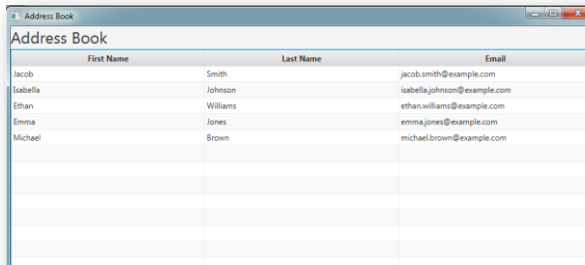 Address Book
Address Book
First Name Last Name Email
Jacob Smith jacob.smith@example.com
Isabella Johnson isabella.johnson@example.com
Ethan Williams ethan.williams@example.com
Emma Jones emma.jones@example.com
Michael Brown michael.brown@example.com